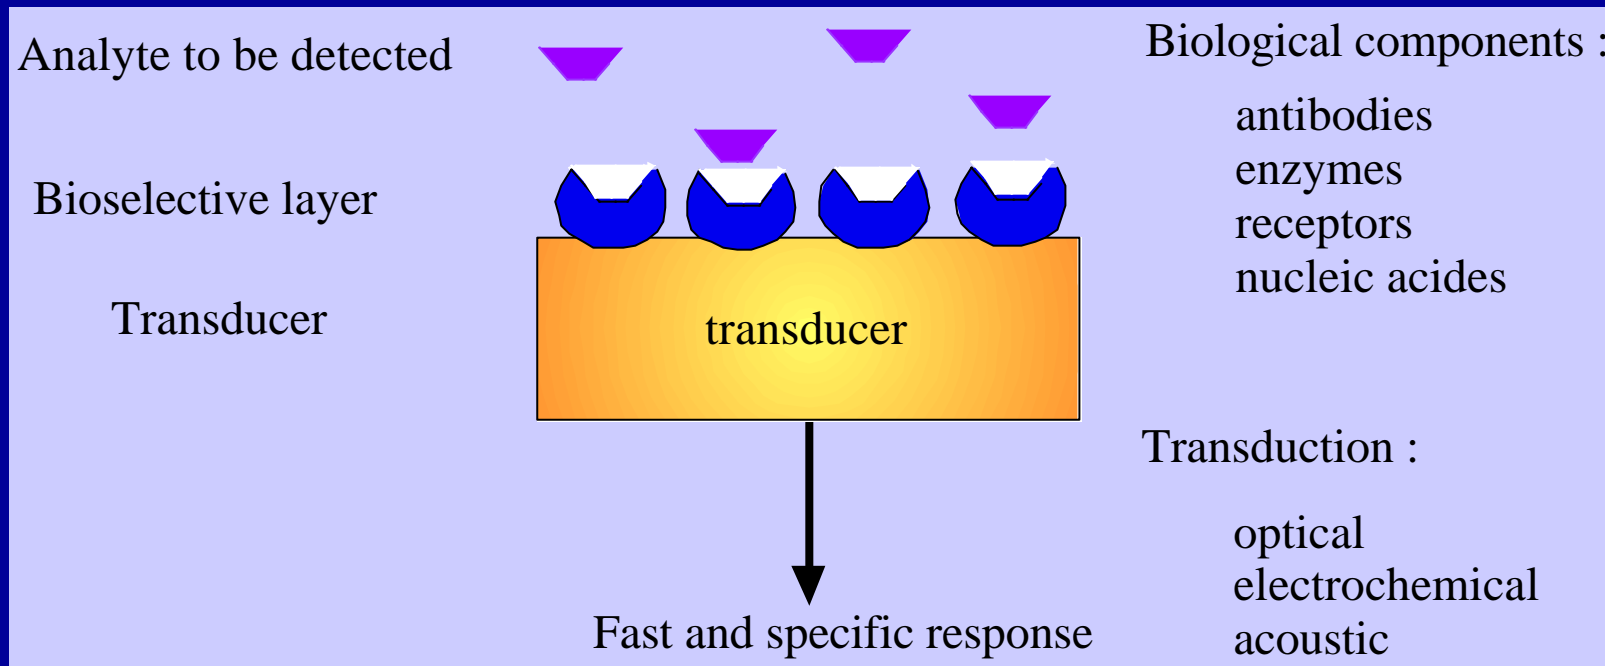 Analyte to be detected
Bioselective layer
Transducer
transducer
Fast and specific response
Biological components :
antibodies
enzymes
receptors
nucleic acides
Transduction :
optical
electrochemical
acoustic